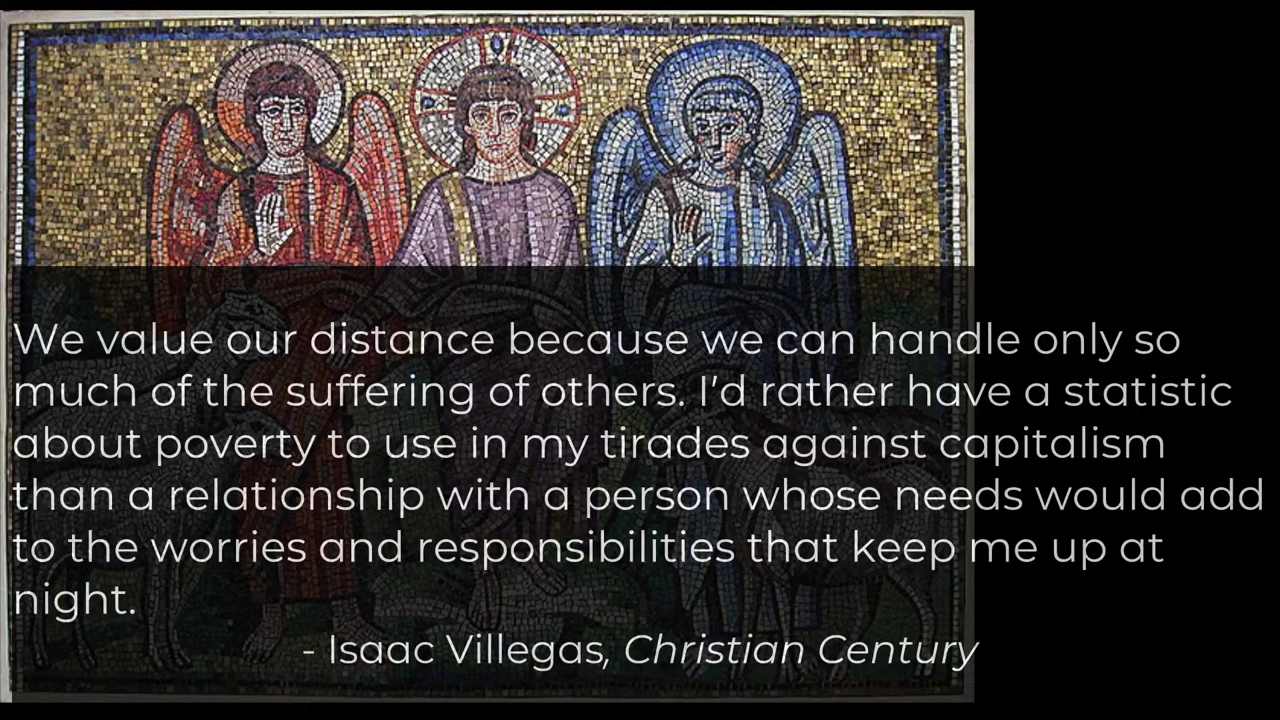 We value our distance because we can handle only so
much of the suffering of others. I’d rather have a statistic
about poverty to use in my tirades against capitalism
than a relationship with a person whose needs would add
to the worries and responsibilities that keep me up at
night.
- Isaac Villegas, Christian Century